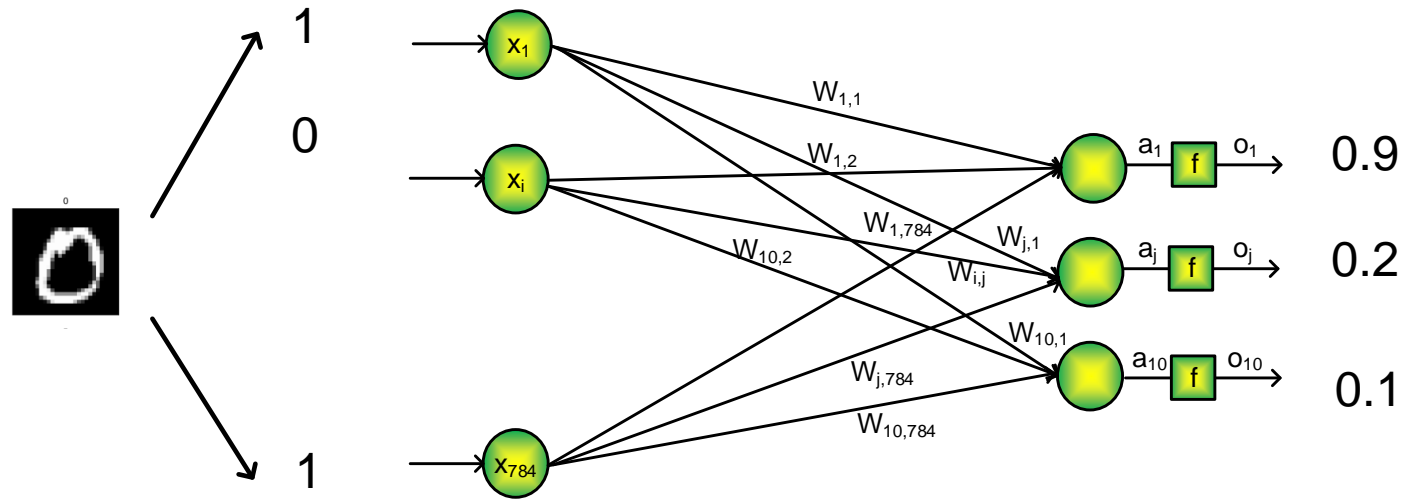 1
0
1
0
x1
xi
x784
W1,1
W1,2
W1,784
W10,2
Wj,1
Wi,j
W10,1
Wj,784
W10,784
a1 f o1
aj f oj
a10 f o10
0.9
0.2
0.1